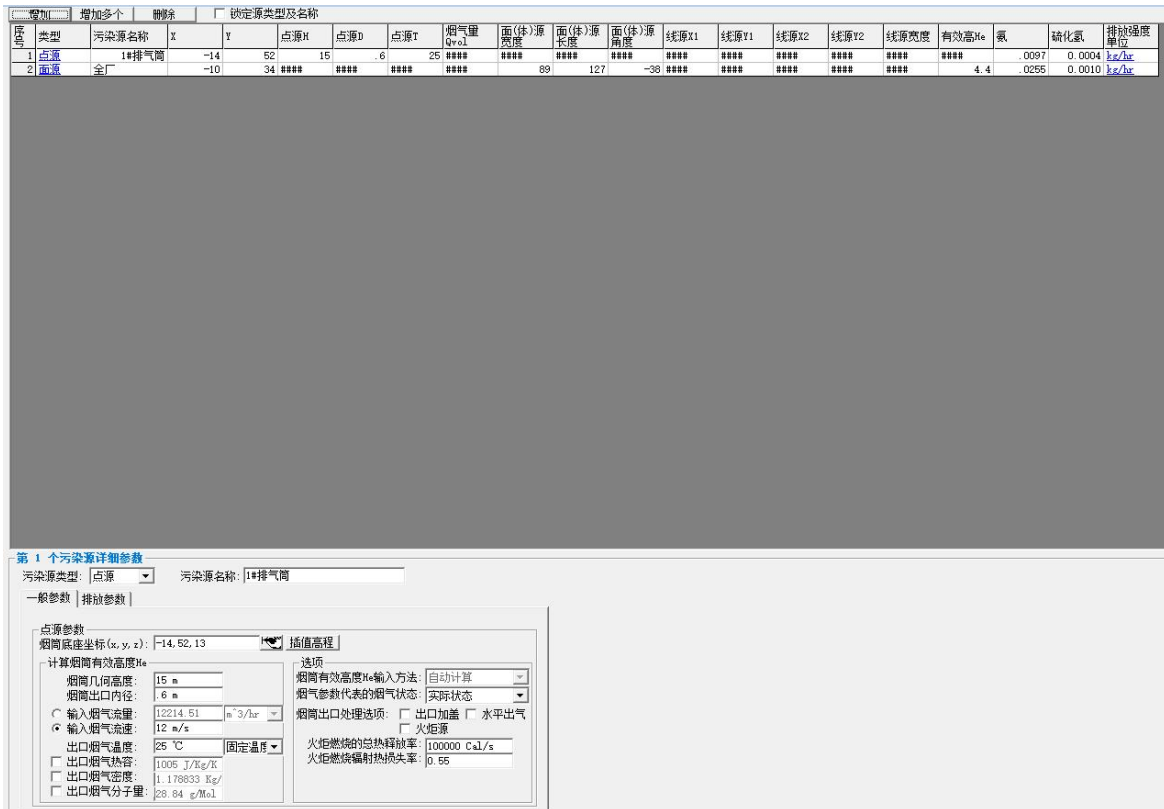 增加 增加多个 删除 锁定源类型及名称
序号 类型 污染源名称 X Y 点源H 点源D 点源T 烟气量Qvol 面(体)源宽度 面(体)源长度 面(体)源角度 线源X1 线源Y1 线源X2 线源Y2 线源宽度 有效高He 氨 硫化氢 排放强度单位
1 点源 1#排气筒 -14 52 15 .6 25 #### #### #### #### #### #### #### #### #### #### .0097 0.0004 kg/hr
2 面源 全厂 -10 34 #### #### #### #### 89 127 -38 #### #### #### #### #### 4.4 .0255 0.0010 kg/hr
第 1 个污染源详细参数
污染源类型: 点源 污染源名称: 1#排气筒
一般参数 排放参数
点源参数
烟筒底座坐标(x,y,z): -14,52,13 插值高程
计算烟筒有效高度He
烟筒几何高度: 15 m
烟筒出口内径: .6 m
输入烟气流量: 12214.51 m^3/hr
输入烟气流速: 12 m/s
出口烟气温度: 25 ℃ 固定温度
出口烟气热容: 1005 J/Kg/K
出口烟气密度: 1.178833 Kg/
出口烟气分子量: 28.84 g/Mol
选项
烟筒有效高度He输入方法: 自动计算
烟气参数代表的烟气状态: 实际状态
烟筒出口处理选项: 出口加盖 水平出气
火炬源
火炬燃烧的总热释放率: 100000 Cal/s
火炬燃烧辐射热损失率: 0.55